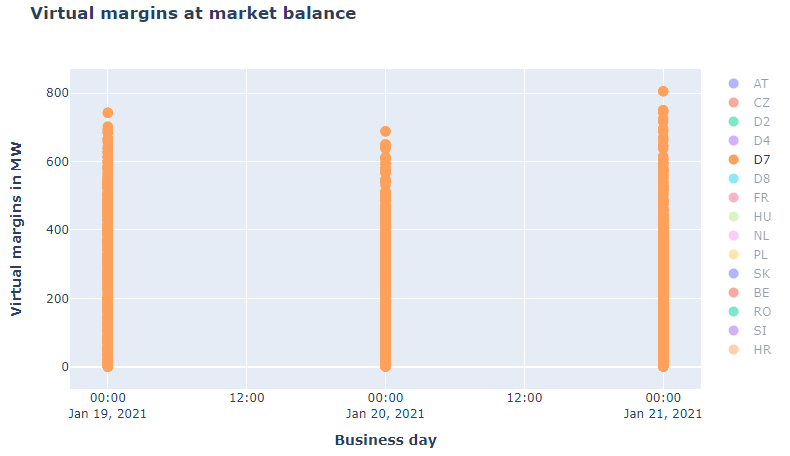 Virtual margins at market balance
800
600
400
200
0
Virtual margins in MW
00:00
Jan 19, 2021
12:00
00:00
Jan 20, 2021
12:00
00:00
Jan 21, 2021
Business day
AT
CZ
D2
D4
D7
D8
FR
HU
NL
PL
SK
BE
RO
SI
HR